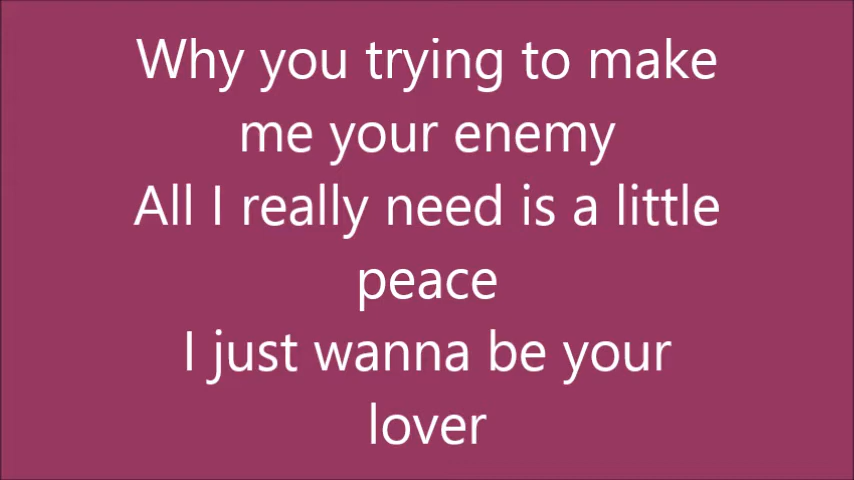 Why you trying to make
me your enemy
All I really need is a little
peace
I just wanna be your
lover